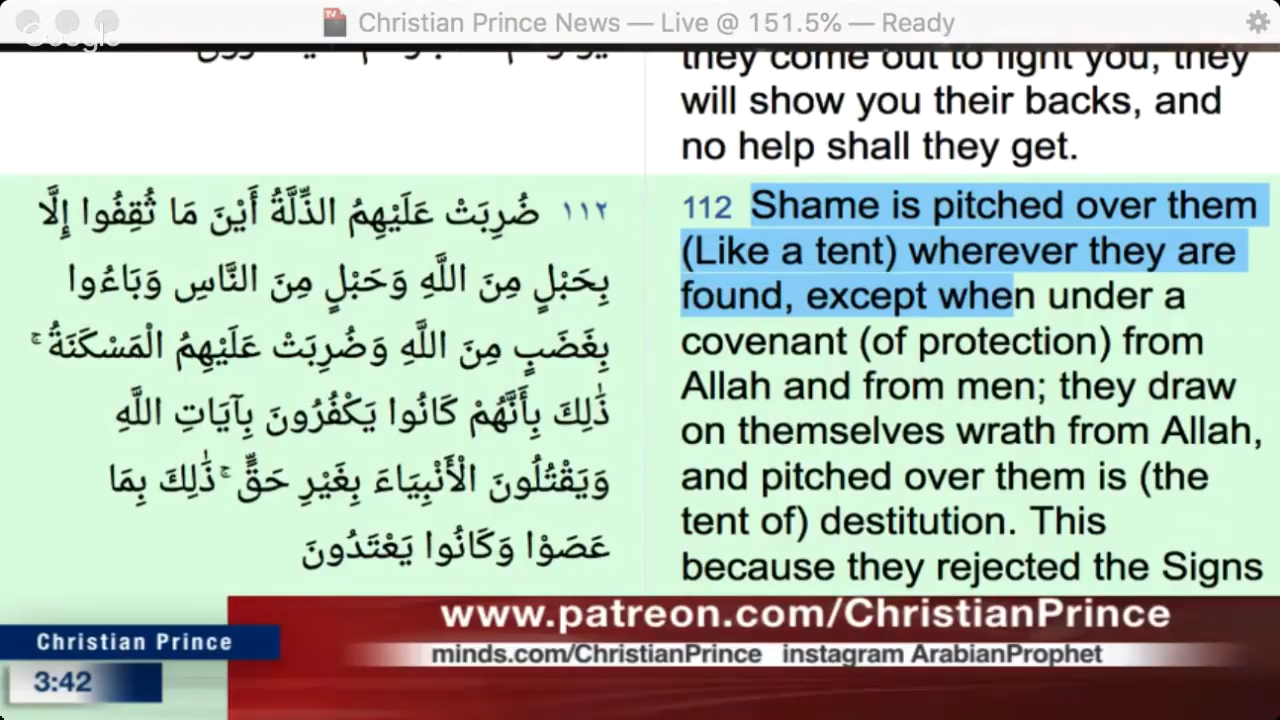 Christian Prince News — Live @ 151.5% — Ready
Google
they come out to fight you, they
will show you their backs, and
no help shall they get.
١١٢ ضُرِبَتْ عَلَيْهِمُ الذِّلَّةُ أَيْنَ مَا ثُقِفُوا إِلَّا
بِحَبْلٍ مِنَ اللَّهِ وَحَبْلٍ مِنَ النَّاسِ وَبَاءُوا
بِغَضَبٍ مِنَ اللَّهِ وَضُرِبَتْ عَلَيْهِمُ الْمَسْكَنَةُ ۚ
ذَٰلِكَ بِأَنَّهُمْ كَانُوا يَكْفُرُونَ بِآيَاتِ اللَّهِ
وَيَقْتُلُونَ الْأَنْبِيَاءَ بِغَيْرِ حَقٍّ ۚ ذَٰلِكَ بِمَا
عَصَوْا وَكَانُوا يَعْتَدُونَ
112 Shame is pitched over them
(Like a tent) wherever they are
found, except when under a
covenant (of protection) from
Allah and from men; they draw
on themselves wrath from Allah,
and pitched over them is (the
tent of) destitution. This
because they rejected the Signs
www.patreon.com/ChristianPrince
Christian Prince
minds.com/ChristianPrince instagram ArabianProphet
3:42